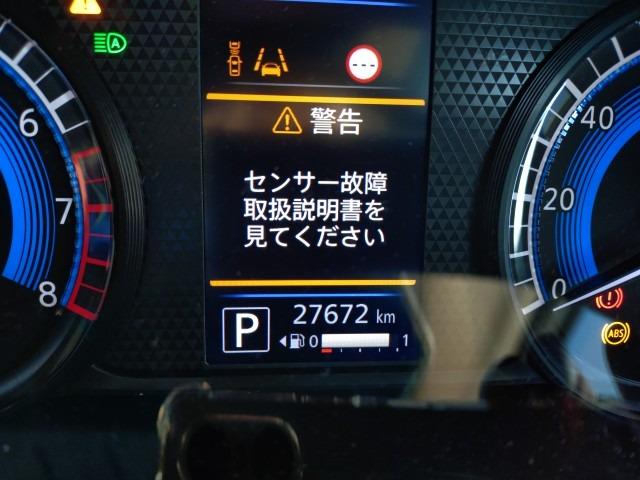 A
---
警告
センサー故障
取扱説明書を
見てください
6
7
8
40
20
0
P
27672 km
0 1
ABS